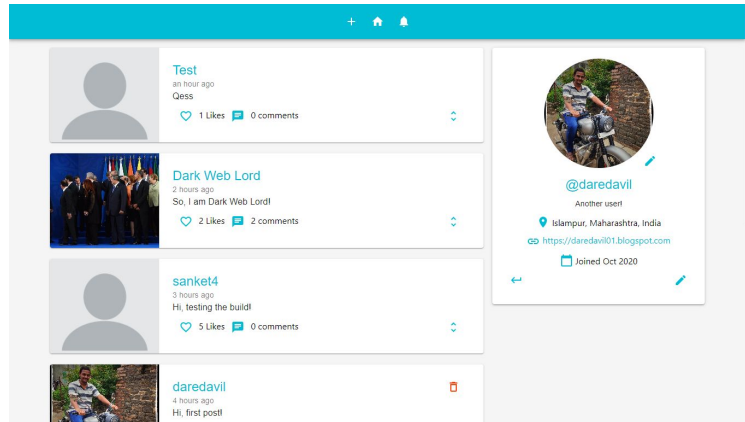 Test
an hour ago
Qess
1 Likes 0 comments
Dark Web Lord
2 hours ago
So, I am Dark Web Lord!
2 Likes 2 comments
sanket4
3 hours ago
Hi, testing the build!
5 Likes 0 comments
daredavil
4 hours ago
Hi, first post!
@daredavil
Another user!
Islampur, Maharashtra, India
https://daredavil01.blogspot.com
Joined Oct 2020